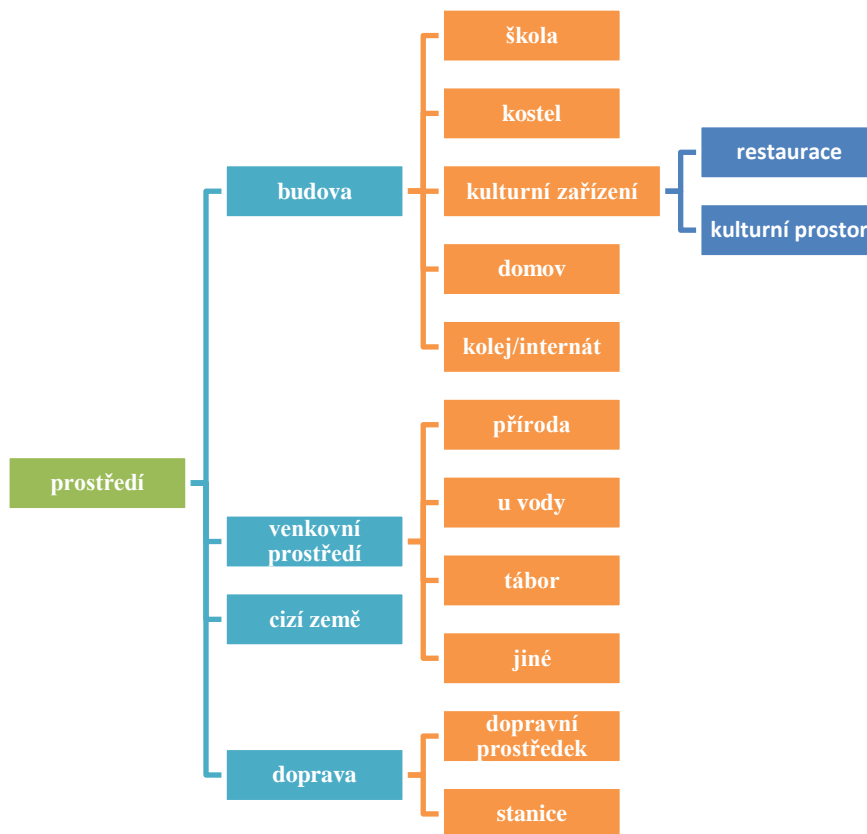 škola
kostel
restaurace
budova
kulturní zařízení
kulturní prostor
domov
kolej/internát
příroda
prostředí
u vody
venkovní
prostředí
tábor
cizí země
jiné
dopravní
prostředek
doprava
stanice